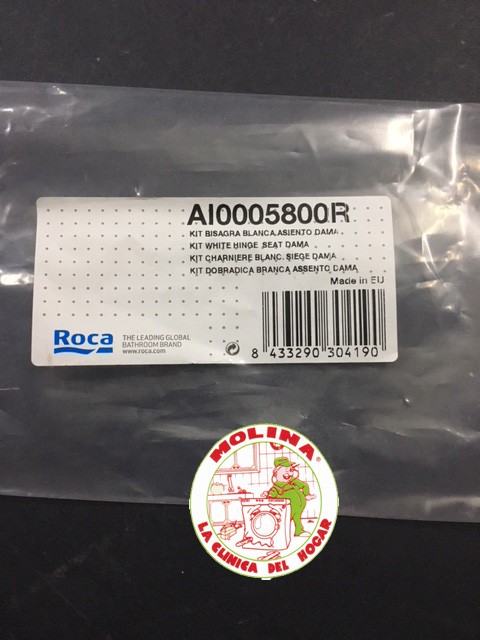 AI0005800R
KIT BISAGRA BLANCA.ASIENTO DAMA
KIT WHITE HINGE SEAT DAMA
KIT CHARNIERE BLANC. SIEGE DAMA
KIT DOBRADICA BRANCA ASSENTO DAMA
Made in EU
Roca
THE LEADING GLOBAL
BATHROOM BRAND
www.roca.com
8 433290 304190
MOLINA®
LA CLINICA DEL HOGAR